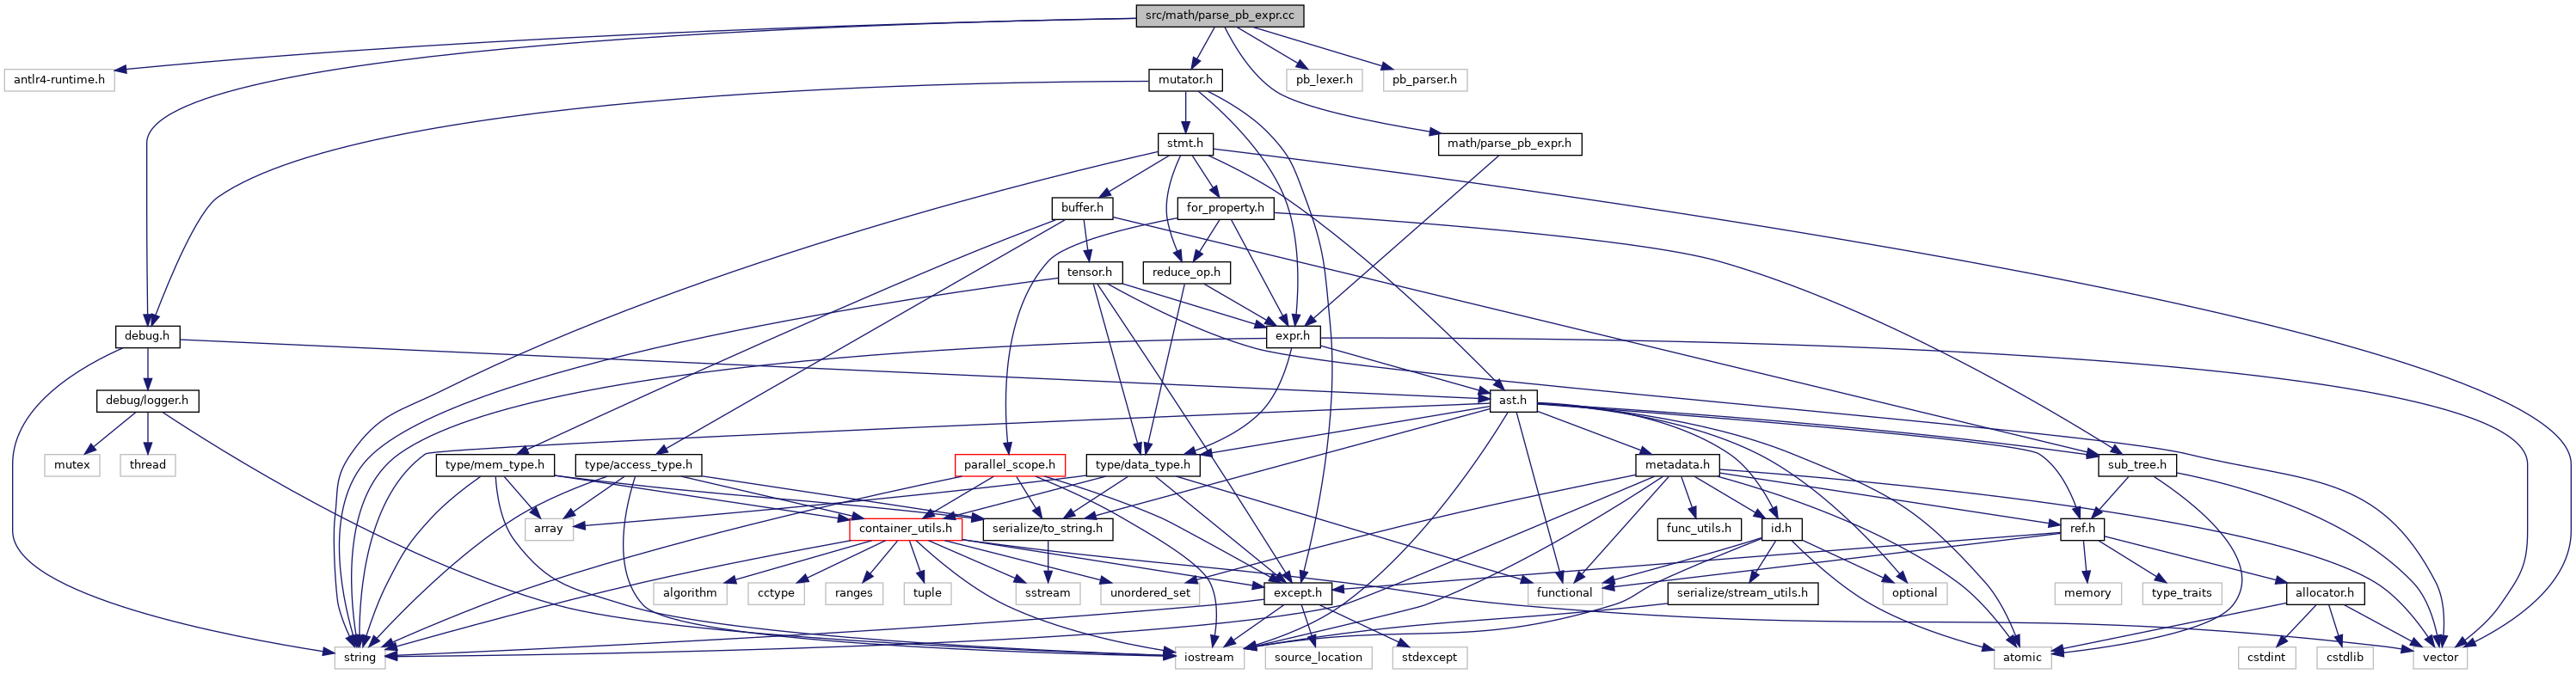 src/math/parse_pb_expr.cc
antlr4-runtime.h
mutator.h
pb_lexer.h
pb_parser.h
stmt.h
math/parse_pb_expr.h
buffer.h
for_property.h
tensor.h
reduce_op.h
debug.h
expr.h
debug/logger.h
ast.h
mutex
thread
type/mem_type.h
type/access_type.h
parallel_scope.h
type/data_type.h
metadata.h
sub_tree.h
array
container_utils.h
serialize/to_string.h
func_utils.h
id.h
ref.h
algorithm
cctype
ranges
tuple
sstream
unordered_set
except.h
functional
serialize/stream_utils.h
optional
memory
type_traits
allocator.h
string
iostream
source_location
stdexcept
atomic
cstdint
cstdlib
vector